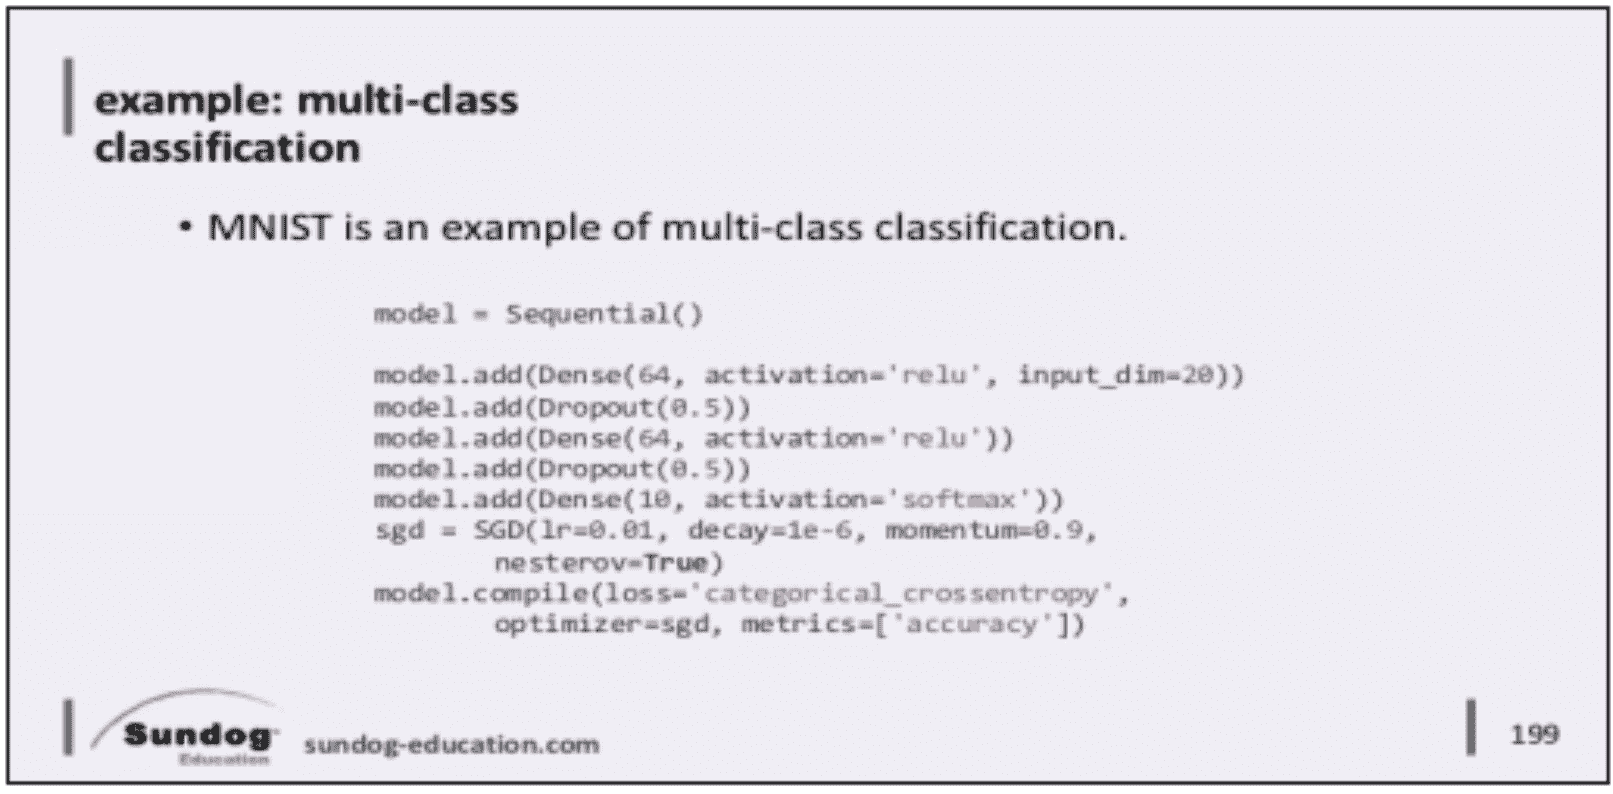 example: multi-class
classification
• MNIST is an example of multi-class classification.
model = Sequential()
model.add(Dense(64, activation='relu', input_dim=20))
model.add(Dropout(0.5))
model.add(Dense(64, activation='relu'))
model.add(Dropout(0.5))
model.add(Dense(10, activation='softmax'))
sgd = SGD(lr=0.01, decay=1e-6, momentum=0.9,
nesterov=True)
model.compile(loss='categorical_crossentropy',
optimizer=sgd, metrics=['accuracy'])
Sundog
Education
sundog-education.com
199